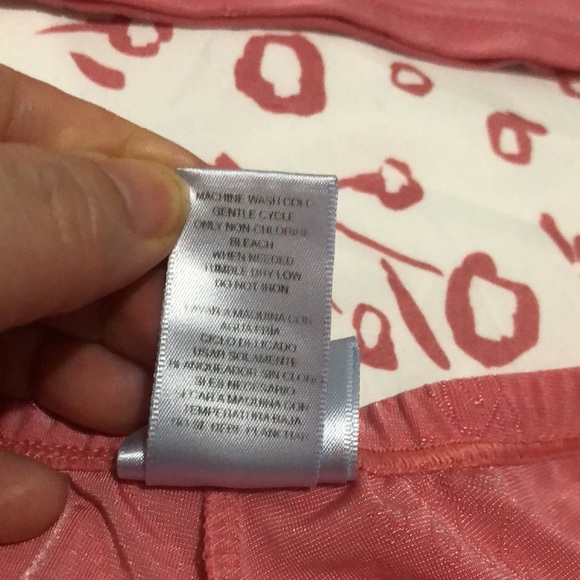 MACHINE WASH COLD
GENTLE CYCLE
ONLY NON-CHLORINE
BLEACH
WHEN NEEDED
TUMBLE DRY LOW
DO NOT IRON
LAVAR A MAQUINA CON
AGUA FRIA
CICLO DELICADO
USAR SOLAMENTE
BLANQUEADOR SIN CLORO
SI ES NECESARIO
SECAR A MAQUINA CON
TEMPERATURA BAJA
NO SE DEBE PLANCHAR